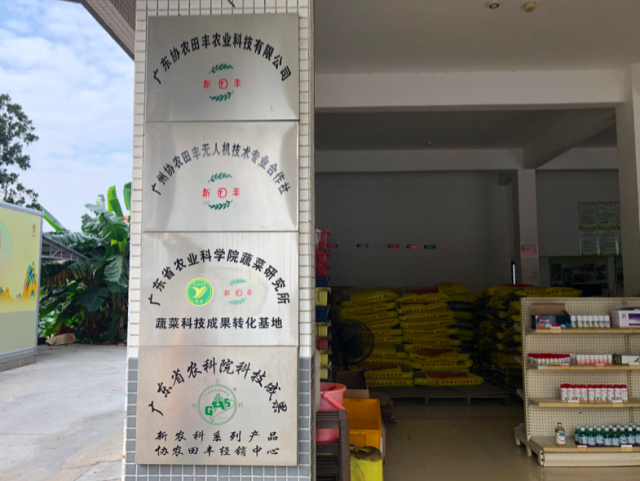 广东协农田丰农业科技有限公司
新田丰
广州协农田丰无人机技术专业合作社
新田丰
广东省农业科学院蔬菜研究所
新田丰
蔬菜科技成果转化基地
广东省农科院科技成果
GAAS
新农科系列产品
协农田丰经销中心